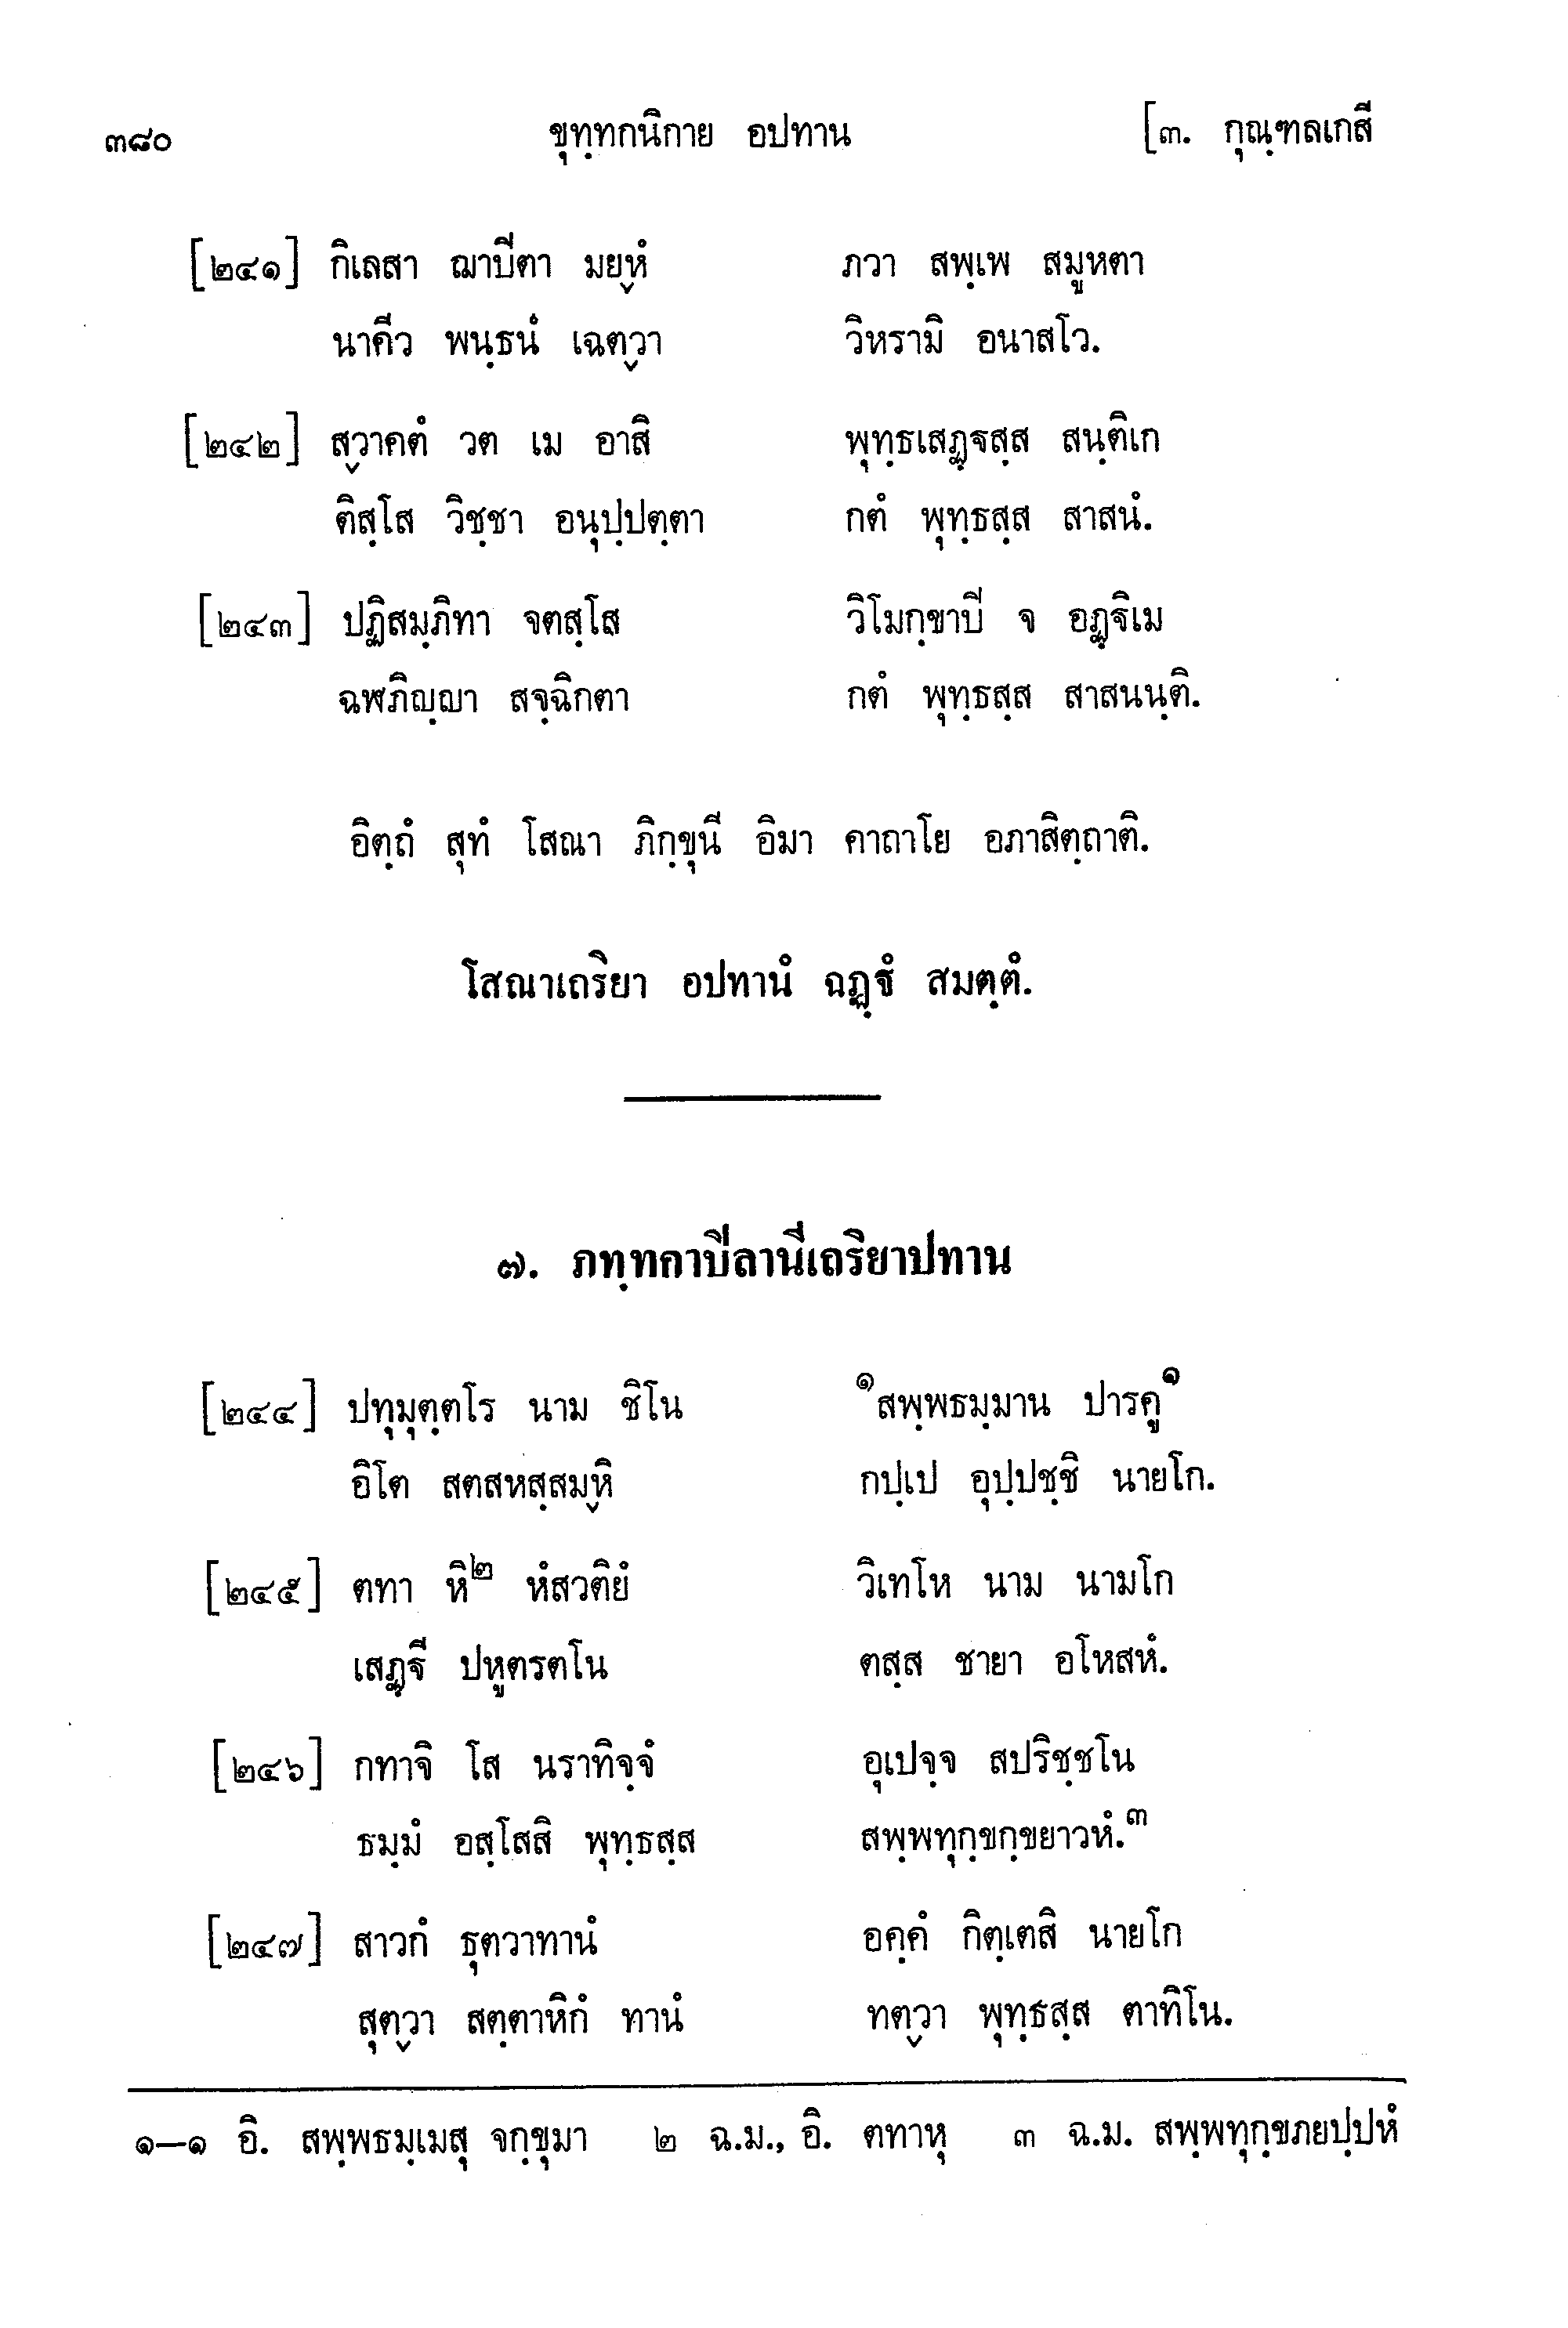 ๓๘๐ ขุทฺทกนิกาย อปทาน [๓. กุณฺฑลเกสี
[๒๔๑] กิเลสา ฌาปีตา มยฺหํ ภวา สพฺเพ สมูหตา
นาคีว พนฺธนํ เฉตฺวา วิหรามิ อนาสโว.
[๒๔๒] สฺวาคตํ วต เม อาสิ พุทฺธเสฏฺฐสฺส สนฺติเก
ติสฺโส วิชฺชา อนุปฺปตฺตา กตํ พุทฺธสฺส สาสนํ.
[๒๔๓] ปฏิสมฺภิทา จตสฺโส วิโมกฺขาปี จ อฏฺฐิเม
ฉฬภิญฺญา สจฺฉิกตา กตํ พุทฺธสฺส สาสนนฺติ.
อิตฺถํ สุทํ โสณา ภิกฺขุนี อิมา คาถาโย อภาสิตฺถาติ.
โสณาเถริยา อปทานํ ฉฏฺฐํ สมตฺตํ.
๗. ภทฺทกาปีลานีเถริยาปทาน
[๒๔๔] ปทุมุตฺตโร นาม ชิโน ๑สพฺพธมฺมาน ปารคู๑
อิโต สตสหสฺสมฺหิ กปฺเป อุปฺปชฺชิ นายโก.
[๒๔๕] ตทา หิ๒ หํสวติยํ วิเทโห นาม นามโก
เสฏฺฐี ปหูตรตโน ตสฺส ชายา อโหสหํ.
[๒๔๖] กทาจิ โส นราทิจฺจํ อุเปจฺจ สปริชฺชโน
ธมฺมํ อสฺโสสิ พุทฺธสฺส สพฺพทุกฺขกฺขยาวหํ.๓
[๒๔๗] สาวกํ ธุตวาทานํ อคฺคํ กิตฺเตสิ นายโก
สุตฺวา สตฺตาหิกํ ทานํ ทตฺวา พุทฺธสฺส ตาทิโน.
๑–๑ อิ. สพฺพธมฺเมสุ จกฺขุมา ๒ ฉ.ม., อิ. ตทาหุ ๓ ฉ.ม. สพฺพทุกฺขภยปฺปหํ